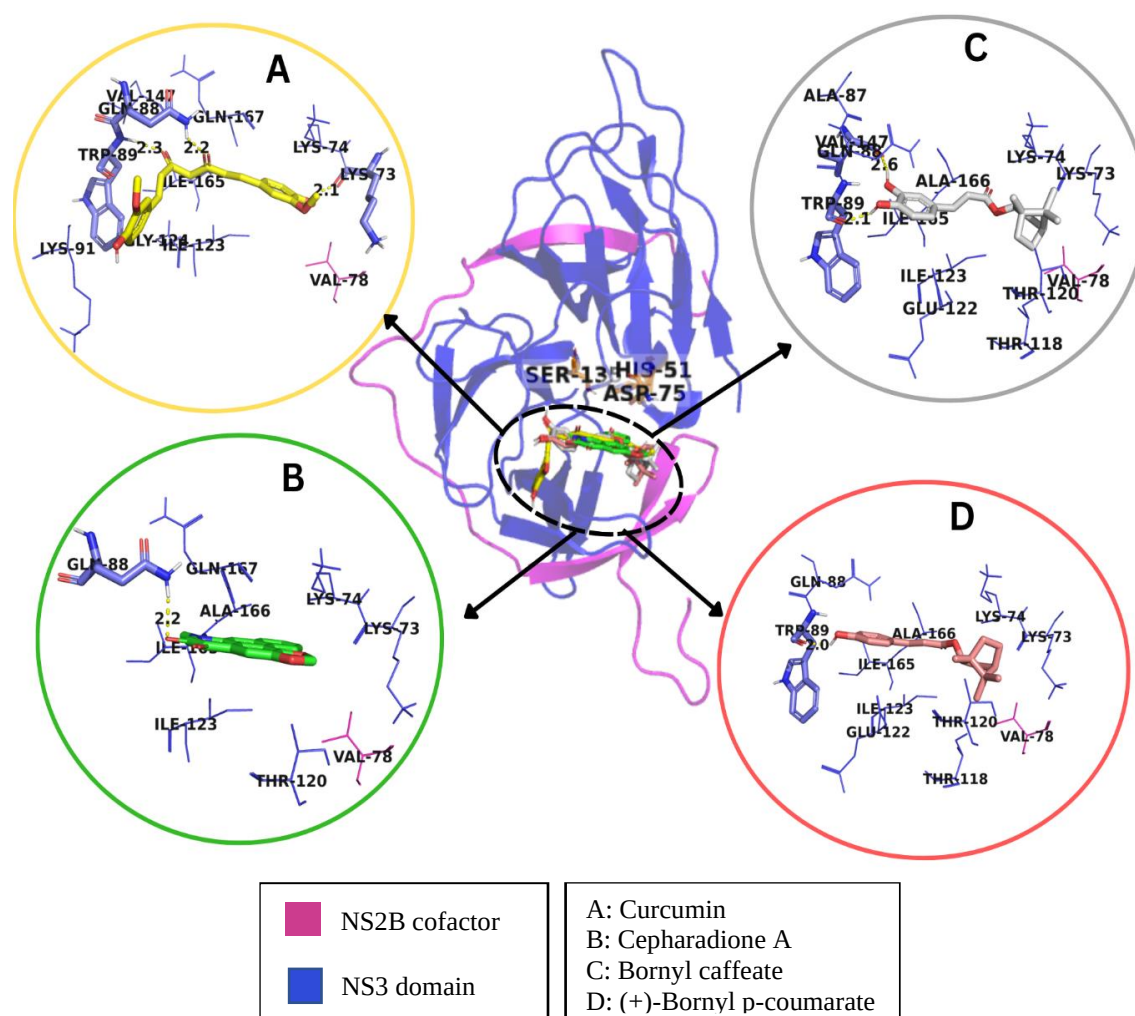 A
VAL-147
GLN-88
GLN-167
TRP-89
2.3
2.2
LYS-74
LYS-73
ILE-165
2.1
LYS-91
GLY-124
ILE-123
VAL-78
C
ALA-87
VAL-147
GLN-88
2.6
LYS-74
ALA-166
LYS-73
TRP-89
2.1
ILE-165
ILE-123
VAL-78
GLU-122
THR-120
THR-118
SER-135
HIS-51
ASP-75
B
GLN-88
GLN-167
LYS-74
ALA-166
2.2
LYS-73
ILE-165
ILE-123
VAL-78
THR-120
D
GLN 88
LYS-74
TRP-89
2.0
ALA-166
LYS-73
ILE-165
ILE-123
THR-120
GLU-122
VAL-78
THR-118
NS2B cofactor
NS3 domain
A: Curcumin
B: Cepharadione A
C: Bornyl caffeate
D: (+)-Bornyl p-coumarate